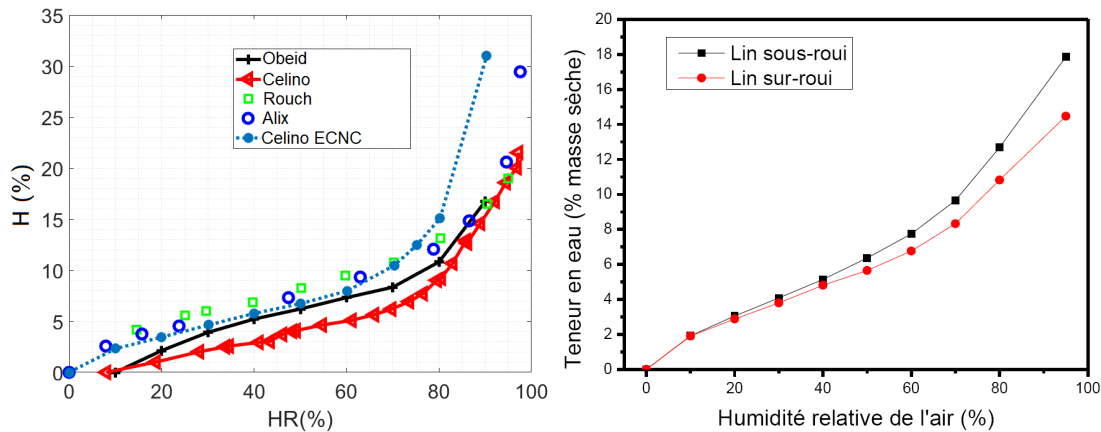 35
30
25
20
15
10
5
0
H (%)
Obeid
Celino
Rouch
Alix
Celino ECNC
0 20 40 60 80 100
HR(%)
20
18
16
14
12
10
8
6
4
2
0
Teneur en eau (% masse sèche)
Lin sous-roui
Lin sur-roui
0 20 40 60 80 100
Humidité relative de l'air (%)